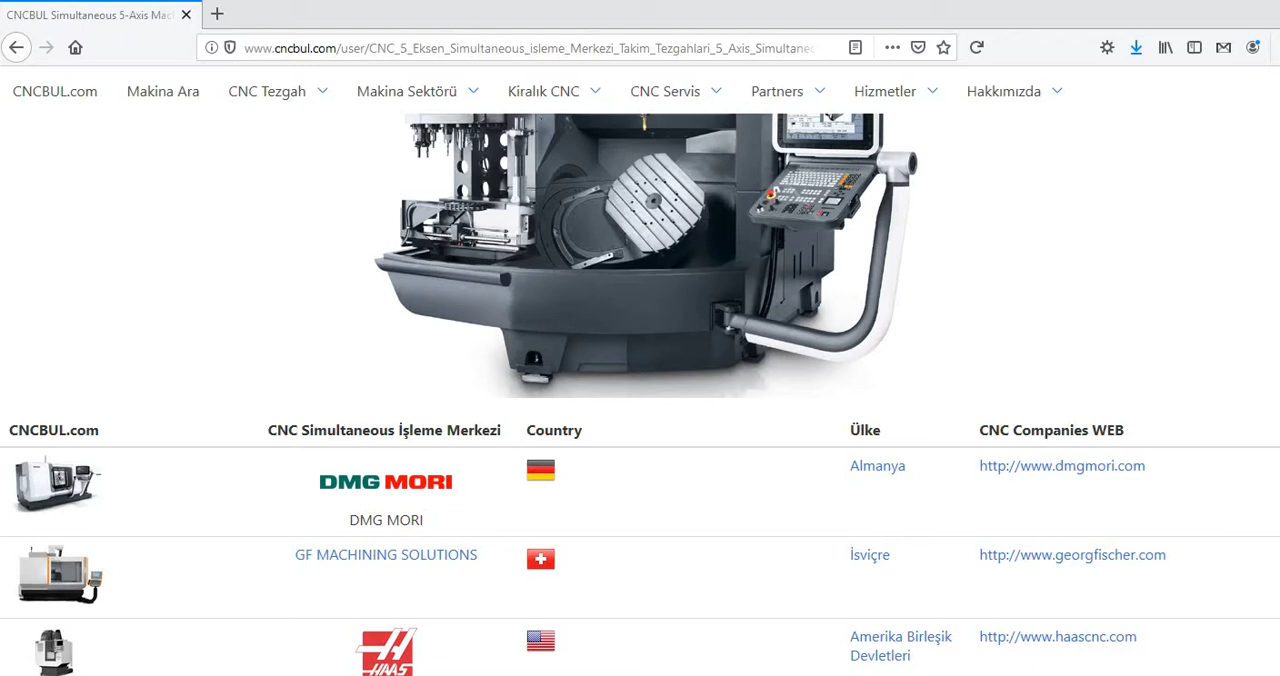 CNCBUL Simultaneous 5-Axis Mac
www.cncbul.com/user/CNC_5_Eksen_Simultaneous_isleme_Merkezi_Takim_Tezgahlari_5_Axis_Simultanec
CNCBUL.com Makina Ara CNC Tezgah Makina Sektörü Kiralık CNC CNC Servis Partners Hizmetler Hakkımızda
CNCBUL.com CNC Simultaneous İşleme Merkezi Country Ülke CNC Companies WEB
Almanya http://www.dmgmori.com
DMG MORI
DMG MORI
GF MACHINING SOLUTIONS İsviçre http://www.georgfischer.com
Amerika Birleşik http://www.haascnc.com
Devletleri
HAAS